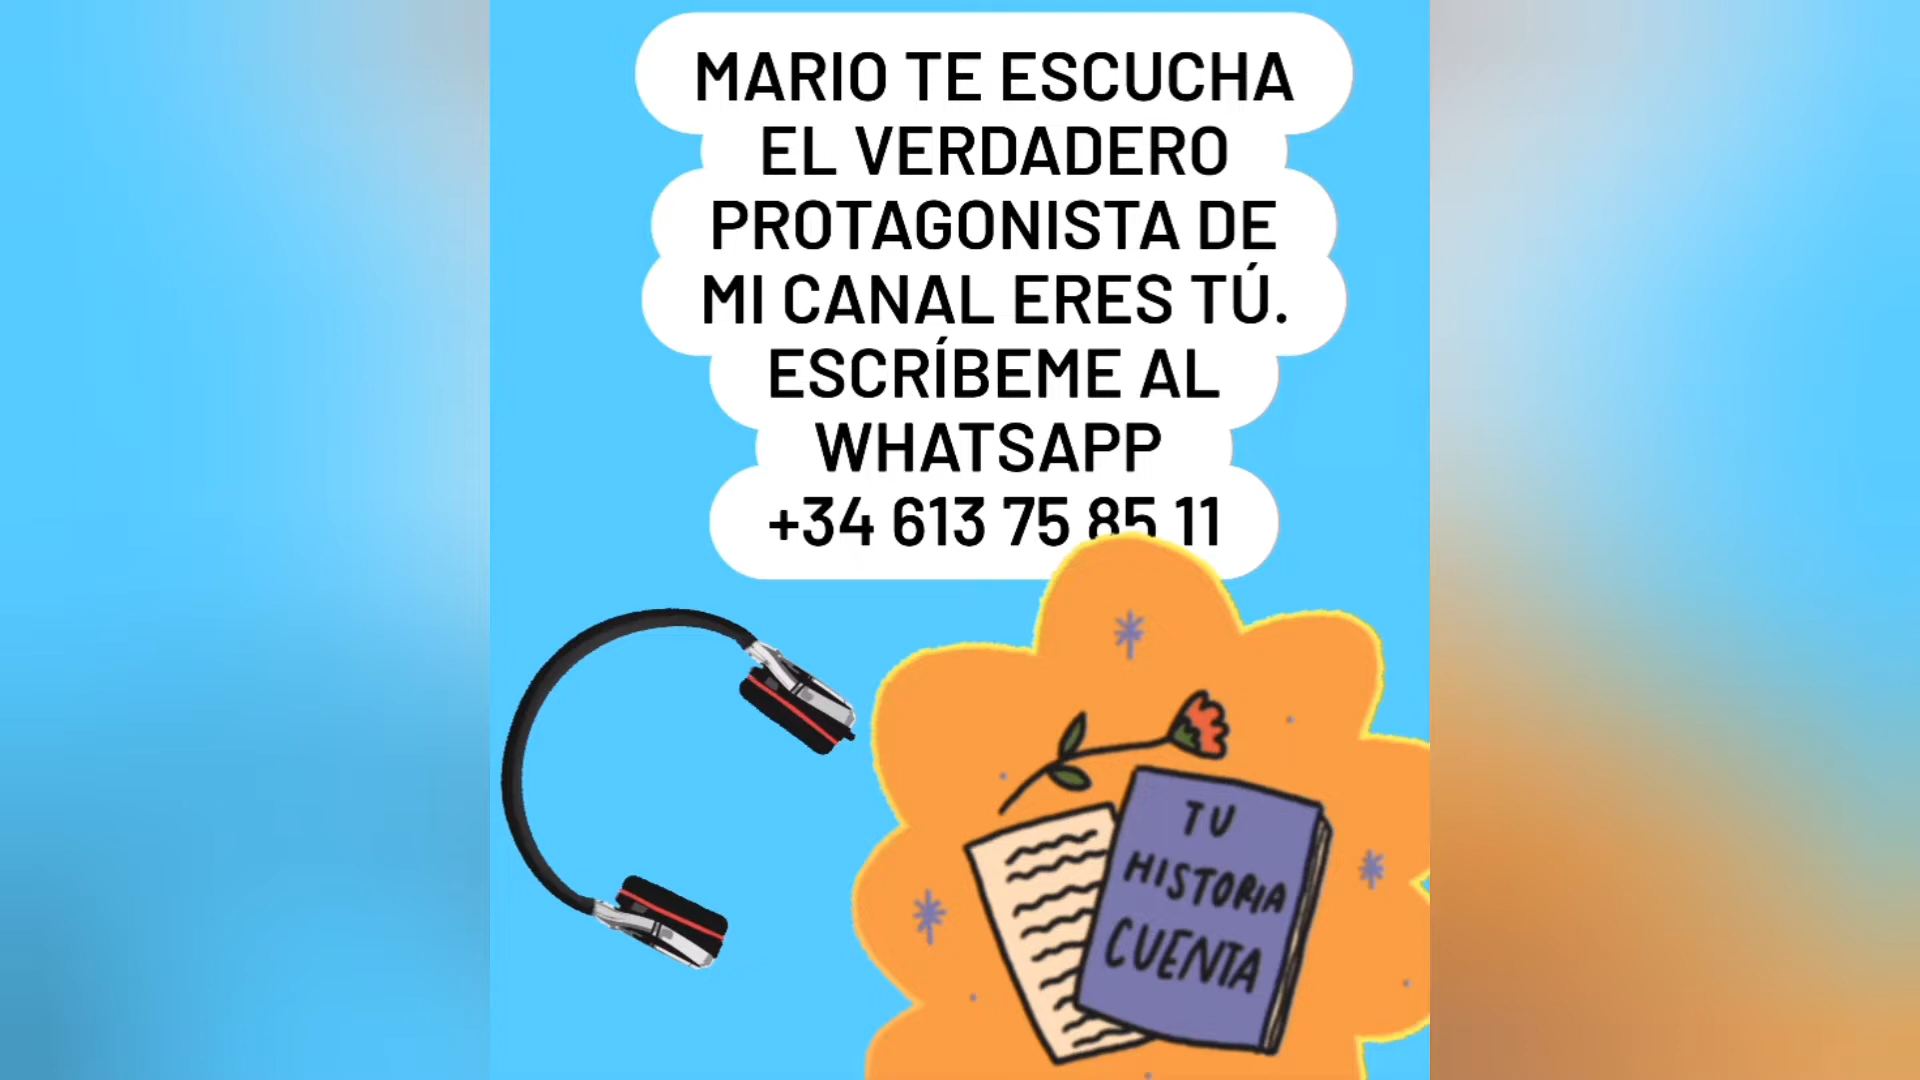 MARIO TE ESCUCHA
EL VERDADERO
PROTAGONISTA DE
MI CANAL ERES TÚ.
ESCRÍBEME AL
WHATSAPP
+34 613 75 85 11
TU
HISTORIA
CUENTA